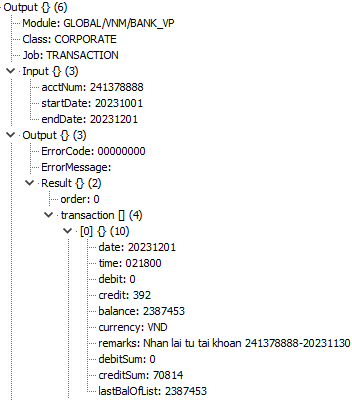 Output {} (6)
Module: GLOBAL/VNM/BANK_VP
Class: CORPORATE
Job: TRANSACTION
Input {} (3)
acctNum: 241378888
startDate: 20231001
endDate: 20231201
Output {} (3)
ErrorCode: 00000000
ErrorMessage:
Result {} (2)
order: 0
transaction [] (4)
[0] {} (10)
date: 20231201
time: 021800
debit: 0
credit: 392
balance: 2387453
currency: VND
remarks: Nhan lai tu tai khoan 241378888-20231130
debitSum: 0
creditSum: 70814
lastBalOfList: 2387453